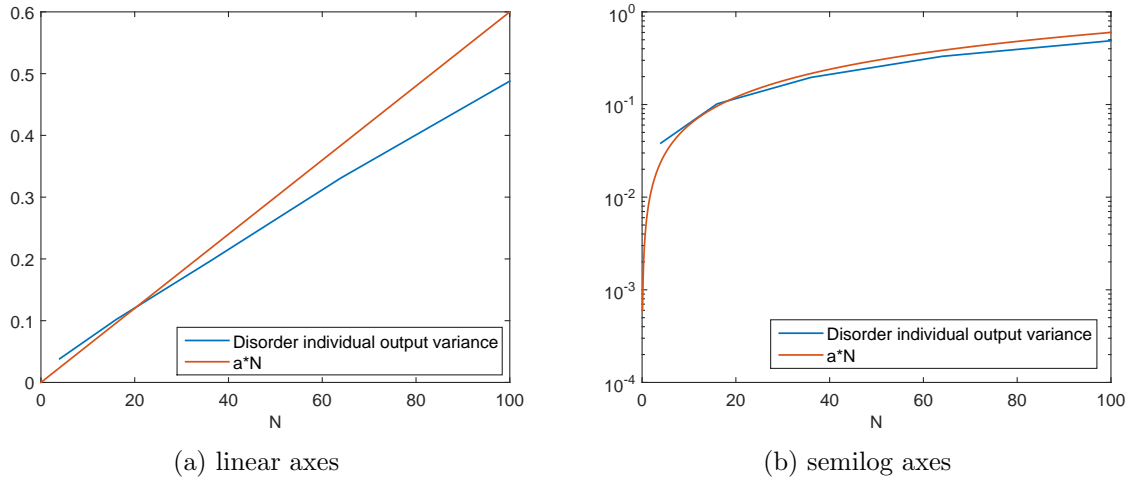 0.6
0.5
0.4
0.3
0.2
0.1
0
0 20 40 60 80 100
N
Disorder individual output variance
a*N
(a) linear axes
10^0
10^-1
10^-2
10^-3
10^-4
0 20 40 60 80 100
N
Disorder individual output variance
a*N
(b) semilog axes